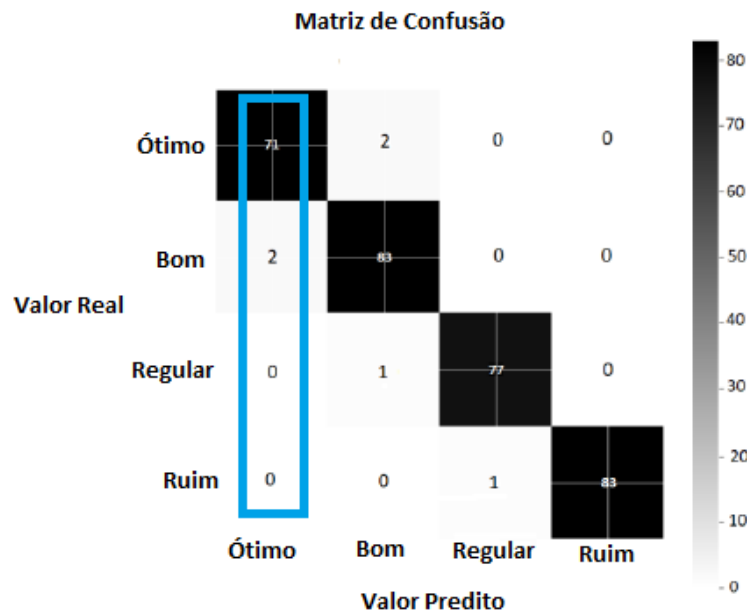 Matriz de Confusão
80
70
60
50
40
30
20
10
0
Ótimo 71 2 0 0
Bom 2 83 0 0
Valor Real
Regular 0 1 77 0
Ruim 0 0 1 83
Ótimo Bom Regular Ruim
Valor Predito